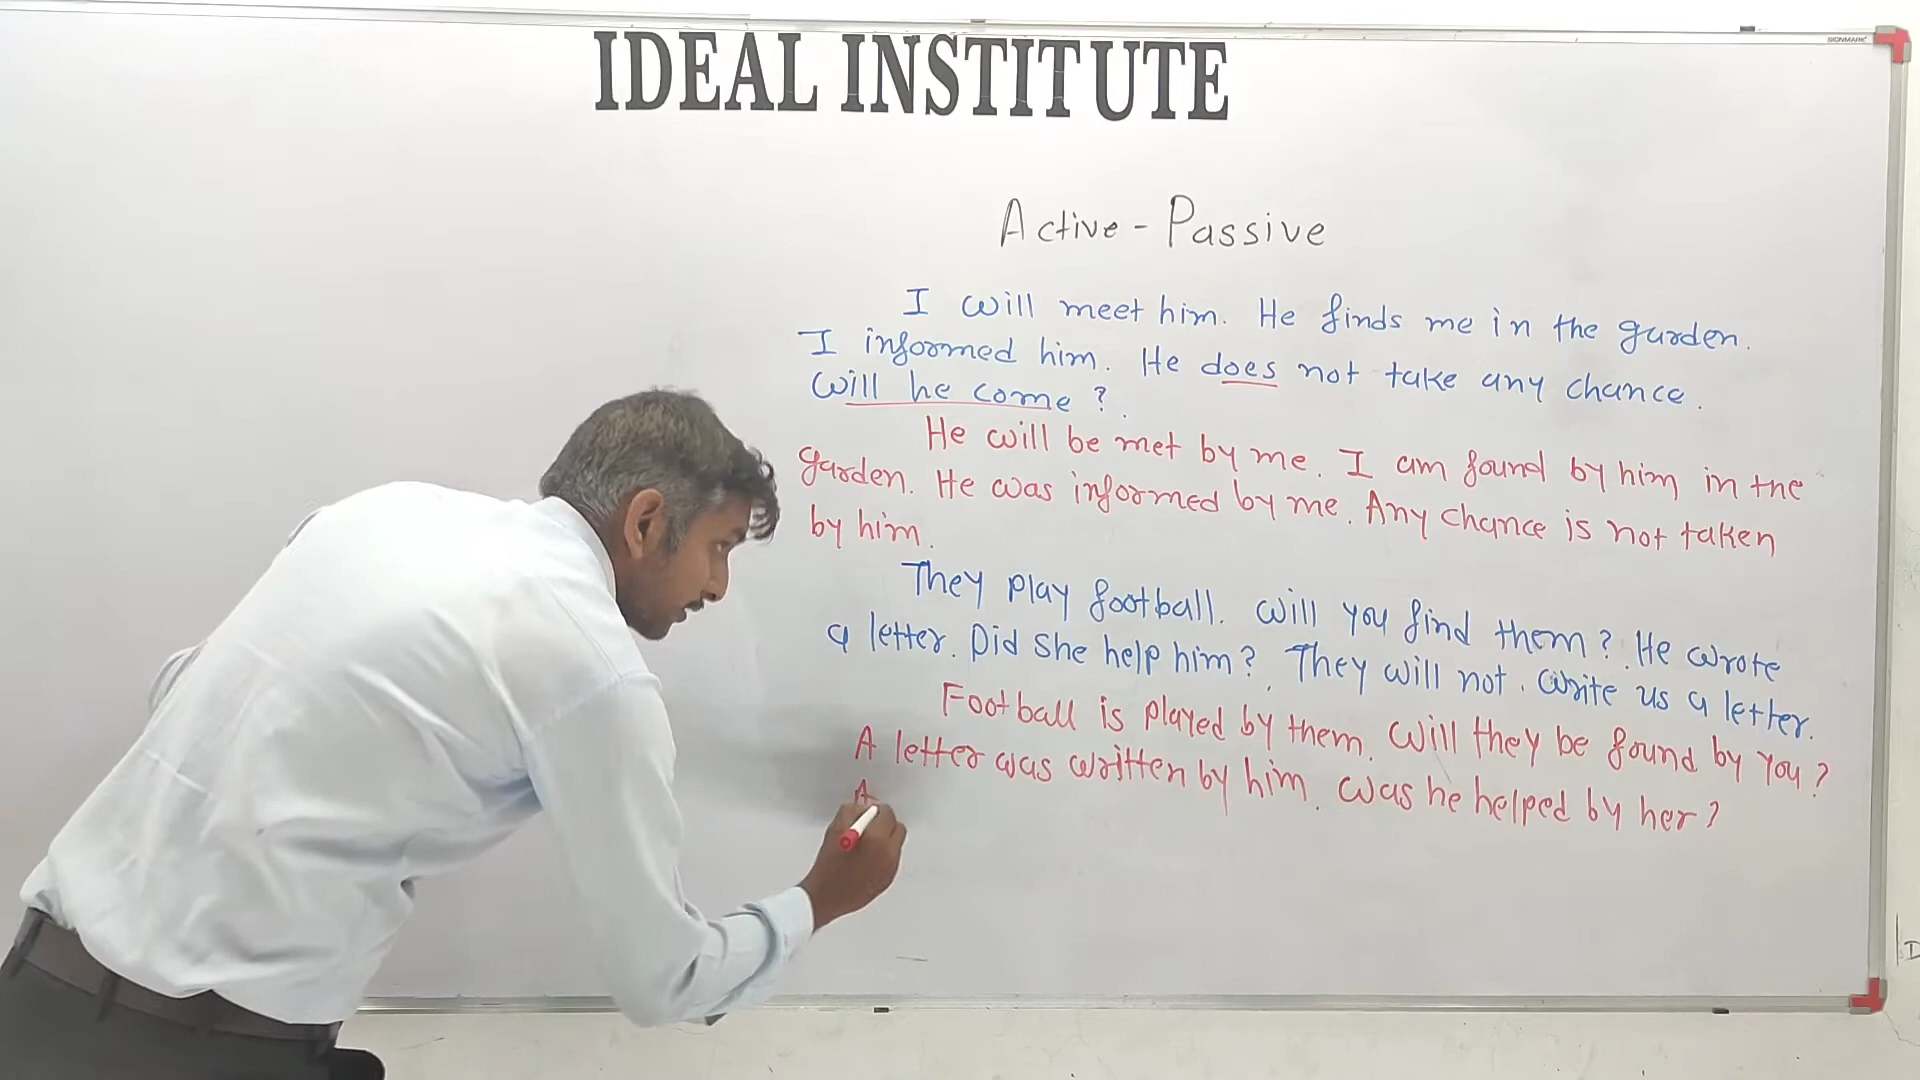 SIGNMARK
IDEAL INSTITUTE
Active - Passive
I will meet him. He finds me in the garden.
I informed him. He does not take any chance.
Will he come ?
He will be met by me. I am found by him in the
garden. He was informed by me. Any chance is not taken
by him.
They play football. Will you find them? He wrote
a letter. Did she help him? They will not write us a letter.
Football is played by them. Will they be found by you?
A letter was written by him. Was he helped by her?
A